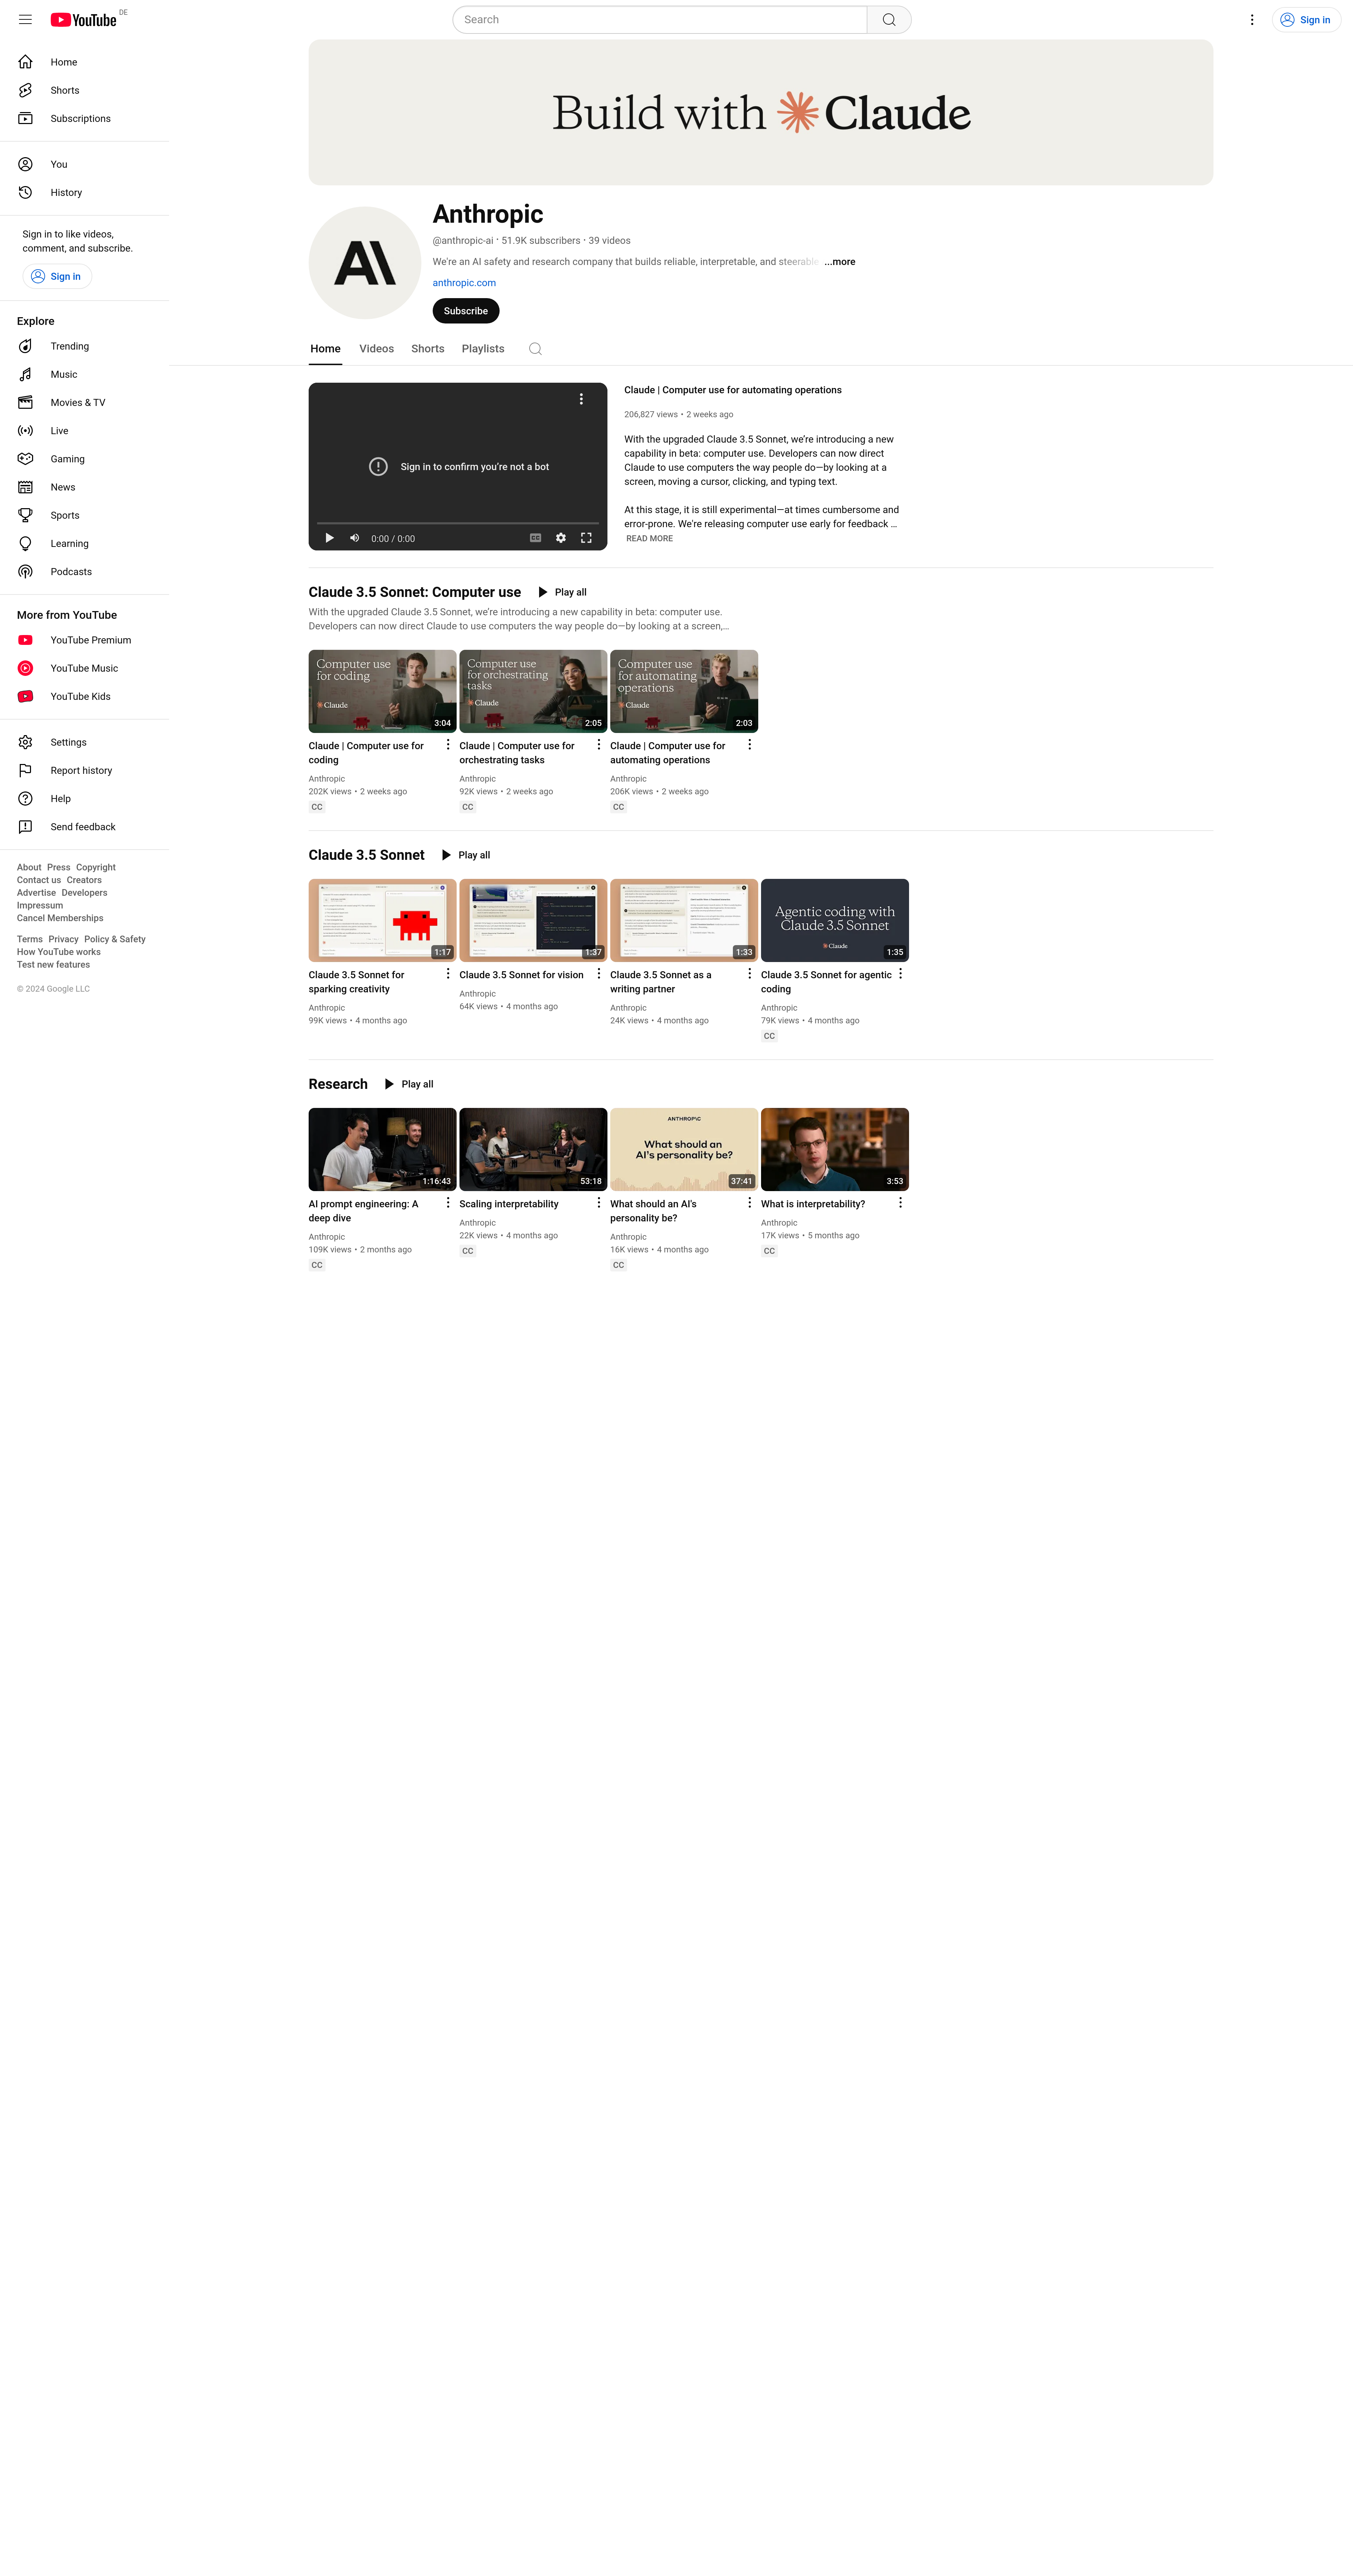 YouTube DE
Search
Sign in
Home
Shorts
Subscriptions
You
History
Sign in to like videos,
comment, and subscribe.
Sign in
Explore
Trending
Music
Movies & TV
Live
Gaming
News
Sports
Learning
Podcasts
More from YouTube
YouTube Premium
YouTube Music
YouTube Kids
Settings
Report history
Help
Send feedback
About Press Copyright
Contact us Creators
Advertise Developers
Impressum
Cancel Memberships
Terms Privacy Policy & Safety
How YouTube works
Test new features
© 2024 Google LLC
Build with Claude
Anthropic
@anthropic-ai • 51.9K subscribers • 39 videos
We're an AI safety and research company that builds reliable, interpretable, and steerable ...more
anthropic.com
Subscribe
Home Videos Shorts Playlists
Sign in to confirm you're not a bot
0:00 / 0:00
Claude | Computer use for automating operations
206,827 views • 2 weeks ago
With the upgraded Claude 3.5 Sonnet, we're introducing a new
capability in beta: computer use. Developers can now direct
Claude to use computers the way people do—by looking at a
screen, moving a cursor, clicking, and typing text.
At this stage, it is still experimental—at times cumbersome and
error-prone. We're releasing computer use early for feedback ...
READ MORE
Claude 3.5 Sonnet: Computer use Play all
With the upgraded Claude 3.5 Sonnet, we're introducing a new capability in beta: computer use.
Developers can now direct Claude to use computers the way people do—by looking at a screen,...
Computer use
for coding
Claude
3:04
Claude | Computer use for
coding
Anthropic
202K views • 2 weeks ago
CC
Computer use
for orchestrating
tasks
Claude
2:05
Claude | Computer use for
orchestrating tasks
Anthropic
92K views • 2 weeks ago
CC
Computer use
for automating
operations
Claude
2:03
Claude | Computer use for
automating operations
Anthropic
206K views • 2 weeks ago
CC
Claude 3.5 Sonnet Play all
1:17
Claude 3.5 Sonnet for
sparking creativity
Anthropic
99K views • 4 months ago
1:37
Claude 3.5 Sonnet for vision
Anthropic
64K views • 4 months ago
1:33
Claude 3.5 Sonnet as a
writing partner
Anthropic
24K views • 4 months ago
Agentic coding with
Claude 3.5 Sonnet
Claude
1:35
Claude 3.5 Sonnet for agentic
coding
Anthropic
79K views • 4 months ago
CC
Research Play all
1:16:43
AI prompt engineering: A
deep dive
Anthropic
109K views • 2 months ago
CC
53:18
Scaling interpretability
Anthropic
22K views • 4 months ago
CC
ANTHROP\C
What should an
AI's personality be?
37:41
What should an AI's
personality be?
Anthropic
16K views • 4 months ago
CC
3:53
What is interpretability?
Anthropic
17K views • 5 months ago
CC